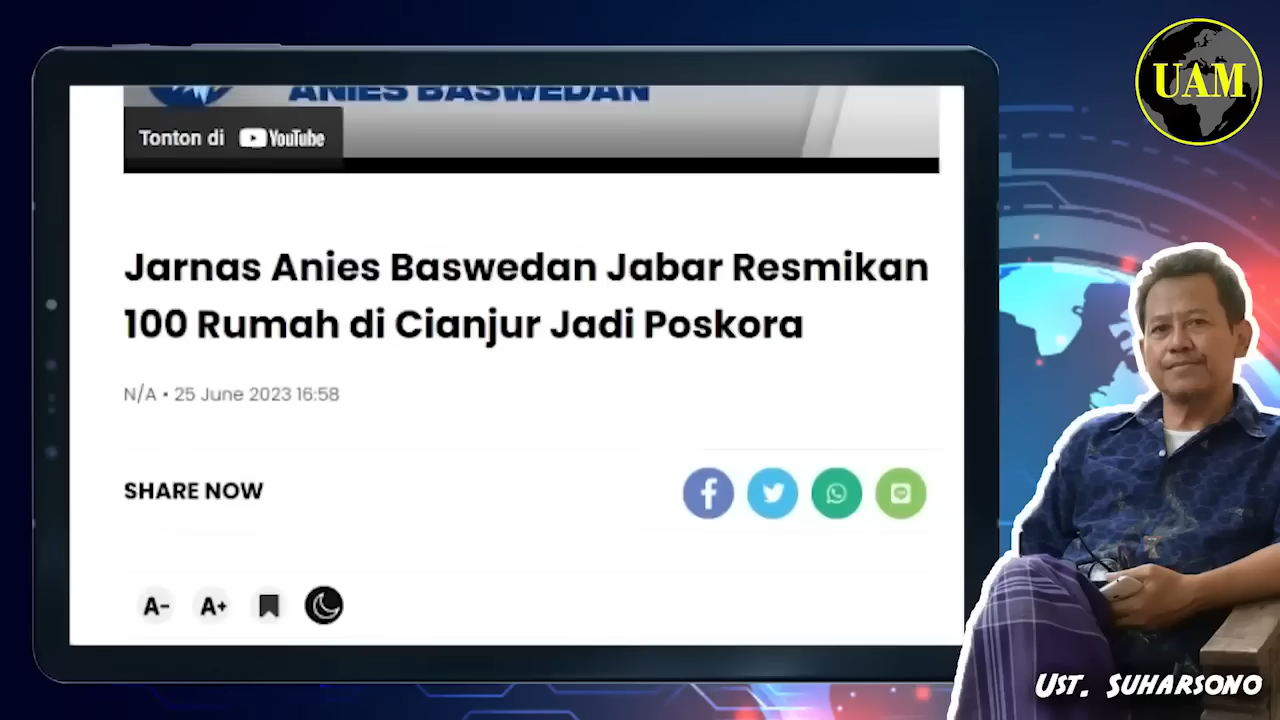 UAM
ANIES BASWEDAN
Tonton di YouTube
Jarnas Anies Baswedan Jabar Resmikan
100 Rumah di Cianjur Jadi Poskora
N/A • 25 June 2023 16:58
SHARE NOW
A- A+
UST. SUHARSONO